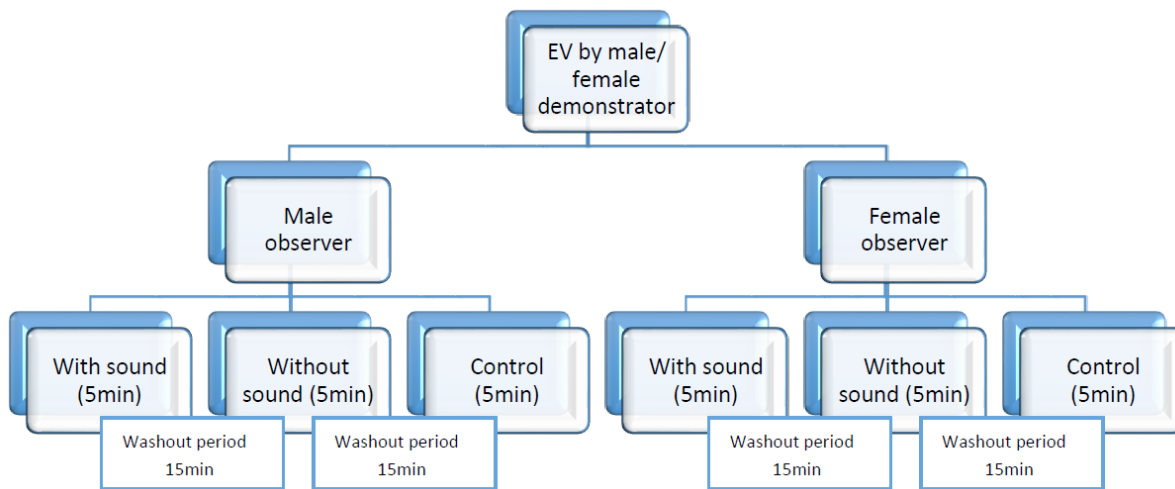 EV by male/
female
demonstrator
Male
observer
Female
observer
With sound
(5min)
Without
sound (5min)
Control
(5min)
With sound
(5min)
Without
sound (5min)
Control
(5min)
Washout period
15min
Washout period
15min
Washout period
15min
Washout period
15min